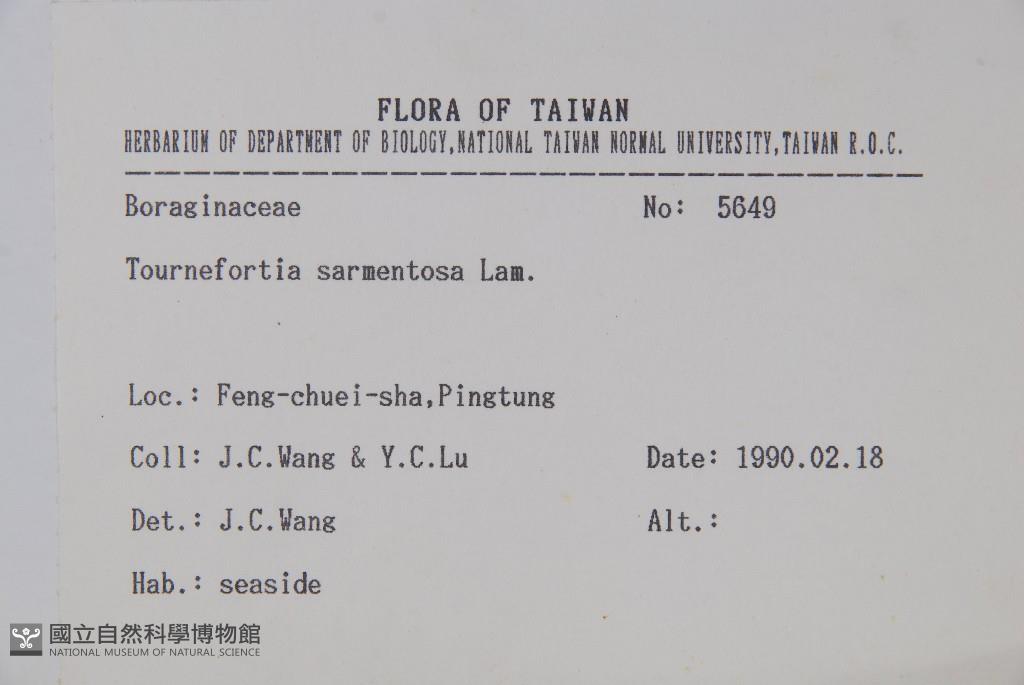 FLORA OF TAIWAN
HERBARIUM OF DEPARTMENT OF BIOLOGY,NATIONAL TAIWAN NORMAL UNIVERSITY,TAIWAN R.O.C.
Boraginaceae No: 5649
Tournefortia sarmentosa Lam.
Loc.: Feng-chuei-sha,Pingtung
Coll: J.C.Wang & Y.C.Lu Date: 1990.02.18
Det.: J.C.Wang Alt.:
Hab.: seaside
國立自然科學博物館
NATIONAL MUSEUM OF NATURAL SCIENCE